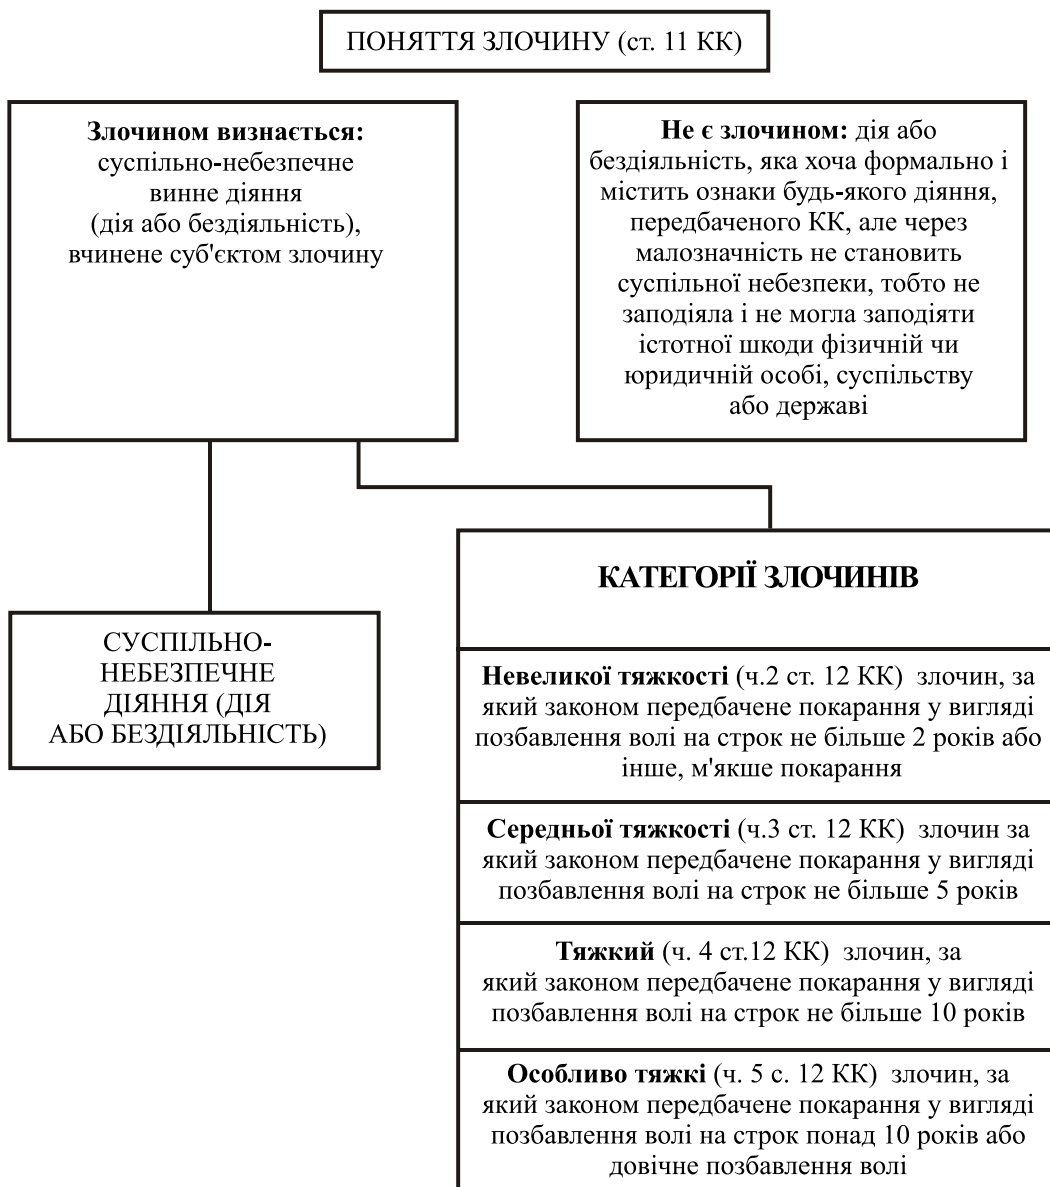 ПОНЯТТЯ ЗЛОЧИНУ (ст. 11 КК)
Злочином визнається:
суспільно-небезпечне
винне діяння
(дія або бездіяльність),
вчинене суб'єктом злочину
Не є злочином: дія або
бездіяльність, яка хоча формально і
містить ознаки будь-якого діяння,
передбаченого КК, але через
малозначність не становить
суспільної небезпеки, тобто не
заподіяла і не могла заподіяти
істотної шкоди фізичній чи
юридичній особі, суспільству
або державі
СУСПІЛЬНО-
НЕБЕЗПЕЧНЕ
ДІЯННЯ (ДІЯ
АБО БЕЗДІЯЛЬНІСТЬ)
КАТЕГОРІЇ ЗЛОЧИНІВ
Невеликої тяжкості (ч.2 ст. 12 КК) злочин, за
який законом передбачене покарання у вигляді
позбавлення волі на строк не більше 2 років або
інше, м'якше покарання
Середньої тяжкості (ч.3 ст. 12 КК) злочин за
який законом передбачене покарання у вигляді
позбавлення волі на строк не більше 5 років
Тяжкий (ч. 4 ст.12 КК) злочин, за
який законом передбачене покарання у вигляді
позбавлення волі на строк не більше 10 років
Особливо тяжкі (ч. 5 с. 12 КК) злочин, за
який законом передбачене покарання у вигляді
позбавлення волі на строк понад 10 років або
довічне позбавлення волі